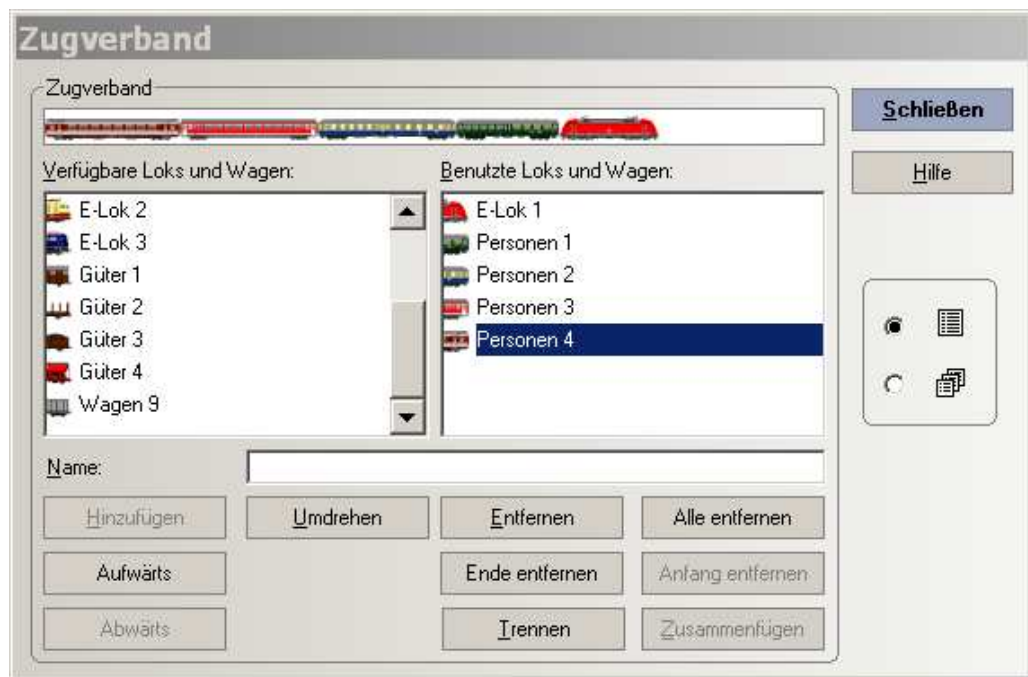 Zugverband
Zugverband
Schließen
Hilfe
Verfügbare Loks und Wagen:
Benutzte Loks und Wagen:
E-Lok 2
E-Lok 3
Güter 1
Güter 2
Güter 3
Güter 4
Wagen 9
E-Lok 1
Personen 1
Personen 2
Personen 3
Personen 4
Name:
Hinzufügen
Umdrehen
Entfernen
Alle entfernen
Aufwärts
Ende entfernen
Anfang entfernen
Abwärts
Trennen
Zusammenfügen